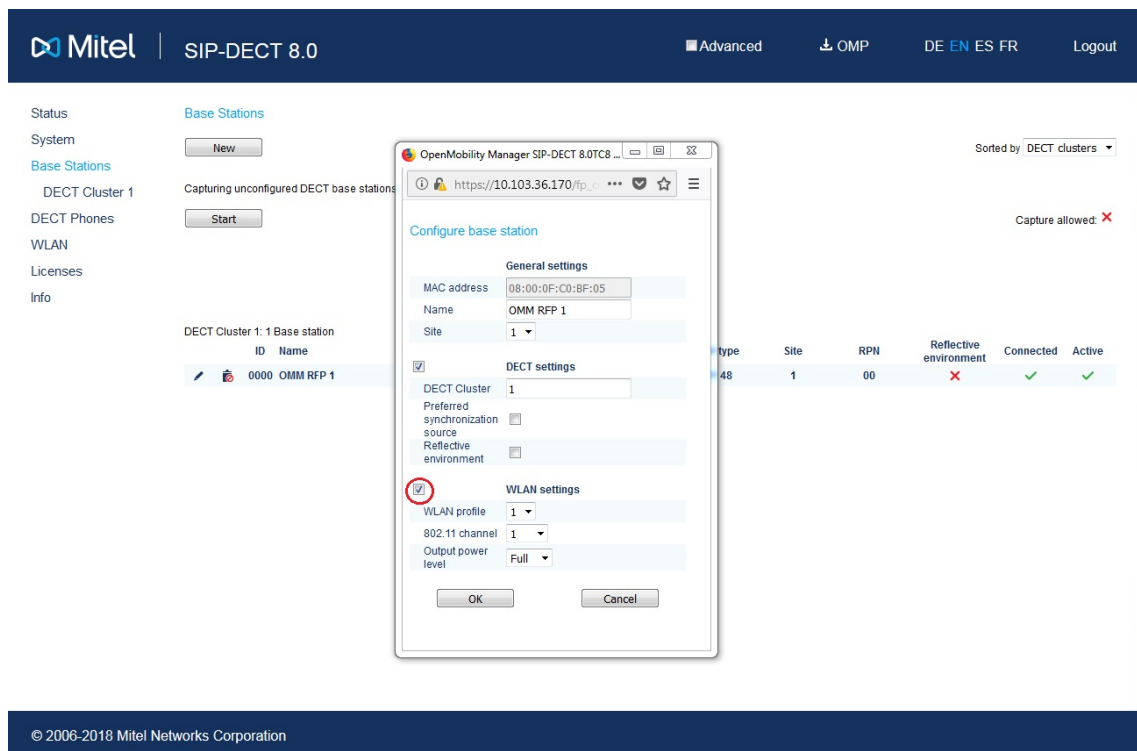 Mitel | SIP-DECT 8.0 Advanced OMP DE EN ES FR Logout
Status
System
Base Stations
DECT Cluster 1
DECT Phones
WLAN
Licenses
Info
Base Stations
New
Sorted by DECT clusters
Capturing unconfigured DECT base stations
Start
Capture allowed:
DECT Cluster 1: 1 Base station
ID Name type Site RPN Reflective environment Connected Active
0000 OMM RFP 1 48 1 00
OpenMobility Manager SIP-DECT 8.0TC8 ...
https://10.103.36.170/fp_
Configure base station
General settings
MAC address 08:00:0F:C0:BF:05
Name OMM RFP 1
Site 1
DECT settings
DECT Cluster 1
Preferred
synchronization
source
Reflective
environment
WLAN settings
WLAN profile 1
802.11 channel 1
Output power
level Full
OK Cancel
© 2006-2018 Mitel Networks Corporation